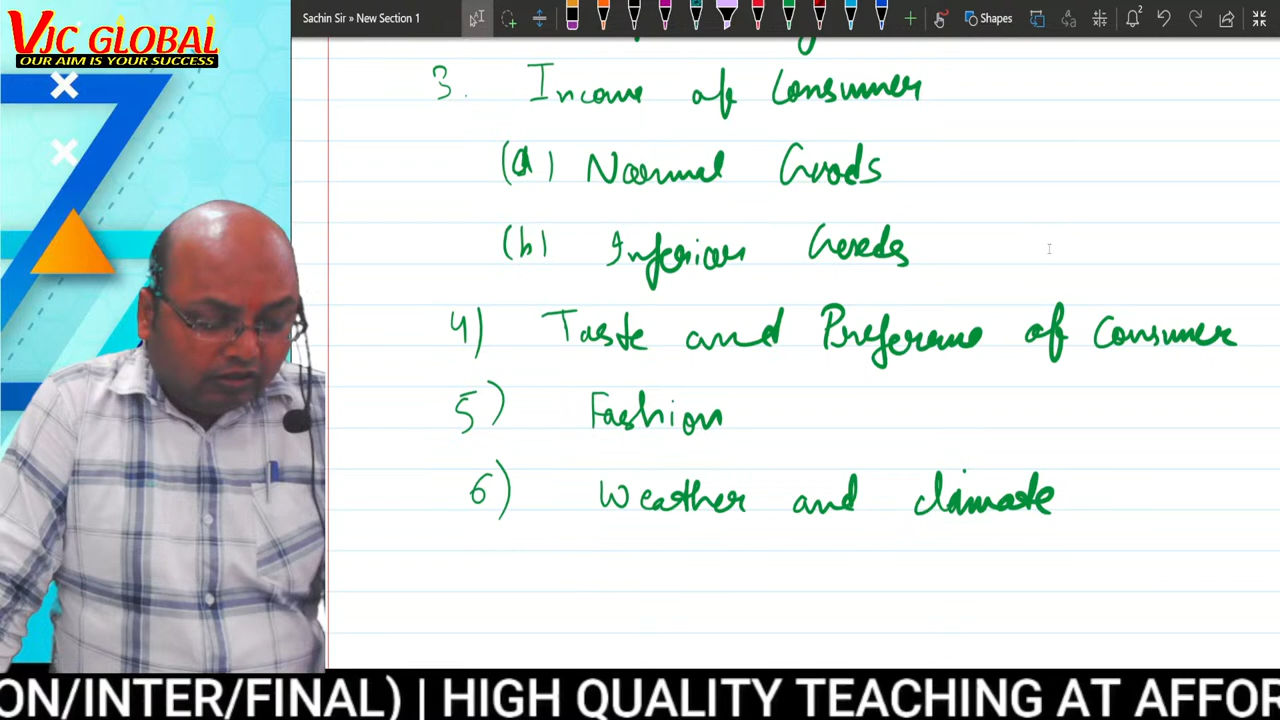 VJC GLOBAL
OUR AIM IS YOUR SUCCESS
Sachin Sir » New Section 1
Shapes
3. Income of Consumer
(a) Normal Goods
(b) Inferior Goods
4) Taste and Preference of Consumer
5) Fashion
6) Weather and climate
ON/INTER/FINAL) | HIGH QUALITY TEACHING AT AFFOR